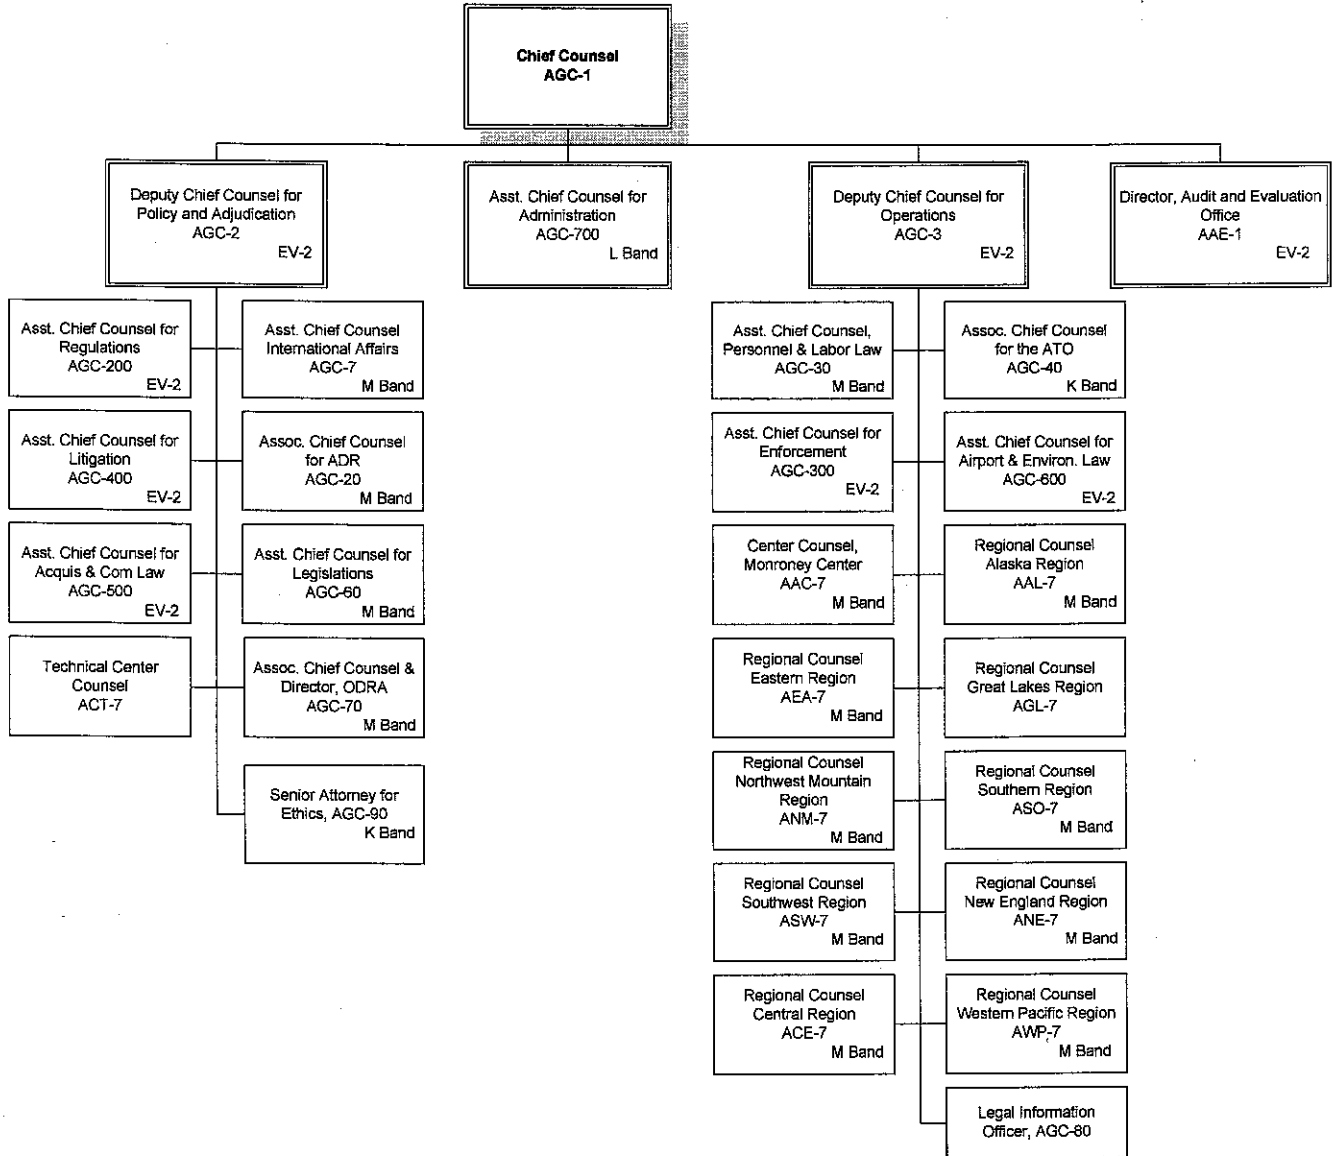 Chief Counsel
AGC-1
Deputy Chief Counsel for
Policy and Adjudication
AGC-2
EV-2
Asst. Chief Counsel for
Administration
AGC-700
L Band
Deputy Chief Counsel for
Operations
AGC-3
EV-2
Director, Audit and Evaluation
Office
AAE-1
EV-2
Asst. Chief Counsel for
Regulations
AGC-200
EV-2
Asst. Chief Counsel
International Affairs
AGC-7
M Band
Asst. Chief Counsel for
Litigation
AGC-400
EV-2
Assoc. Chief Counsel
for ADR
AGC-20
M Band
Asst. Chief Counsel for
Acquis & Com Law
AGC-500
EV-2
Asst. Chief Counsel for
Legislations
AGC-60
M Band
Technical Center
Counsel
ACT-7
Assoc. Chief Counsel &
Director, ODRA
AGC-70
M Band
Senior Attorney for
Ethics, AGC-90
K Band
Asst. Chief Counsel,
Personnel & Labor Law
AGC-30
M Band
Assoc. Chief Counsel
for the ATO
AGC-40
K Band
Asst. Chief Counsel for
Enforcement
AGC-300
EV-2
Asst. Chief Counsel for
Airport & Environ. Law
AGC-600
EV-2
Center Counsel,
Monroney Center
AAC-7
M Band
Regional Counsel
Alaska Region
AAL-7
M Band
Regional Counsel
Eastern Region
AEA-7
M Band
Regional Counsel
Great Lakes Region
AGL-7
Regional Counsel
Northwest Mountain
Region
ANM-7
M Band
Regional Counsel
Southern Region
ASO-7
M Band
Regional Counsel
Southwest Region
ASW-7
M Band
Regional Counsel
New England Region
ANE-7
M Band
Regional Counsel
Central Region
ACE-7
M Band
Regional Counsel
Western Pacific Region
AWP-7
M Band
Legal Information
Officer, AGC-80